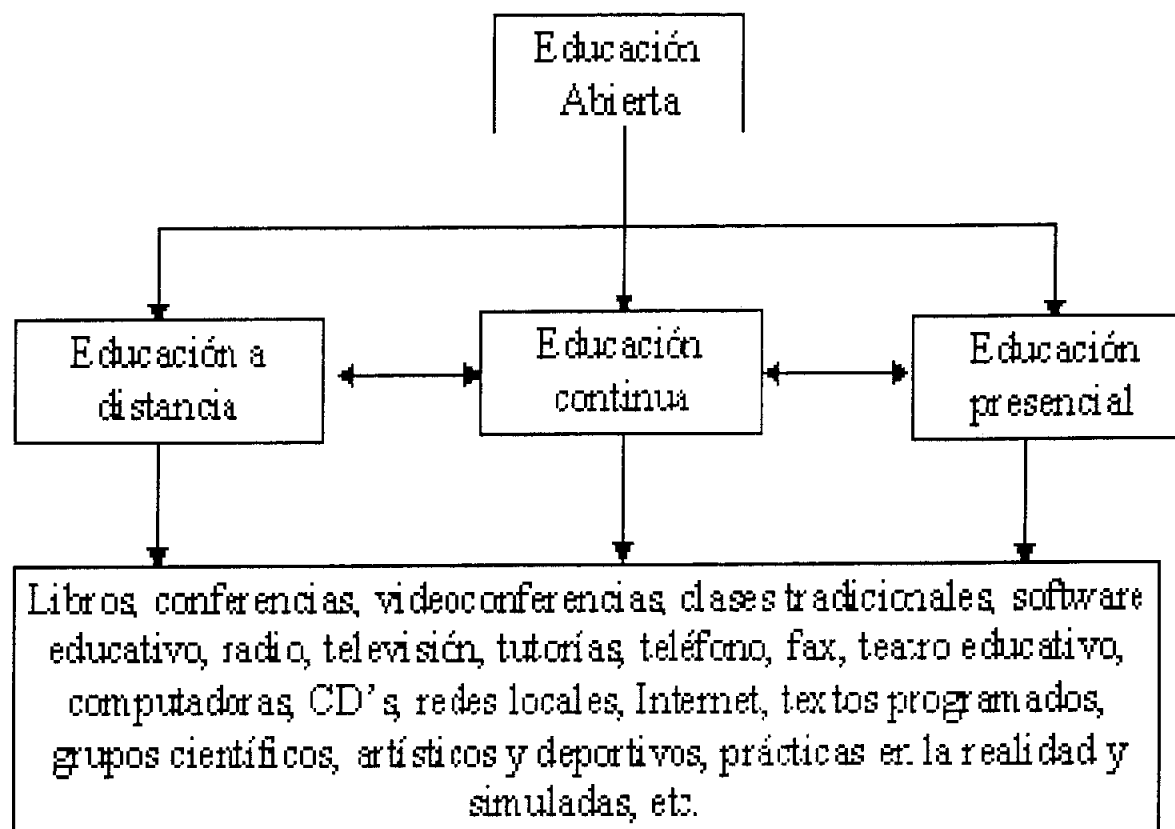 Educación
Abierta
Educación a
distancia
Educación
continua
Educación
presencial
Libros, conferencias, videoconferencias, clases tradicionales, software
educativo, radio, televisión, tutorías, teléfono, fax, teatro educativo,
computadoras, CD's, redes locales, Internet, textos programados,
grupos científicos, artísticos y deportivos, prácticas en la realidad y
simuladas, etc.